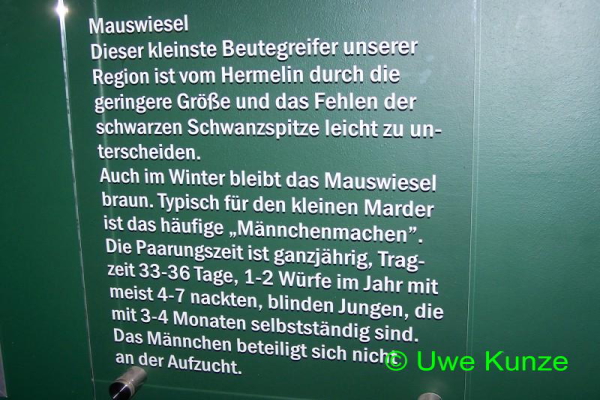 Mauswiesel
Dieser kleinste Beutegreifer unserer
Region ist vom Hermelin durch die
geringere Größe und das Fehlen der
schwarzen Schwanzspitze leicht zu un-
terscheiden.
Auch im Winter bleibt das Mauswiesel
braun. Typisch für den kleinen Marder
ist das häufige „Männchenmachen”.
Die Paarungszeit ist ganzjährig, Trag-
zeit 33-36 Tage, 1-2 Würfe im Jahr mit
meist 4-7 nackten, blinden Jungen, die
mit 3-4 Monaten selbstständig sind.
Das Männchen beteiligt sich nicht
an der Aufzucht.
© Uwe Kunze